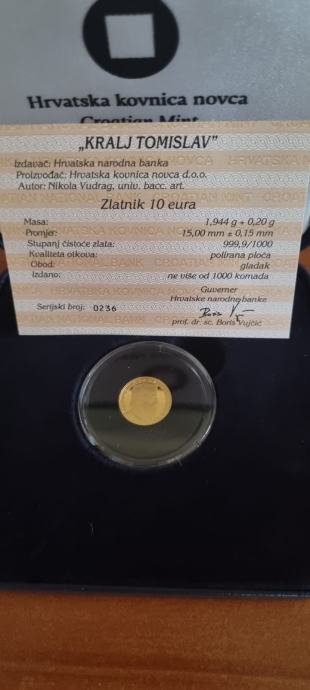 Hrvatska kovnica novca
Croatian Mint
„KRALJ TOMISLAV”
Izdavač: Hrvatska narodna banka
Proizvođač: Hrvatska kovnica novca d.o.o.
Autor: Nikola Vudrag, univ. bacc. art.
Zlatnik 10 eura
Masa: 1,944 g + 0,20 g
Promjer: 15,00 mm ± 0,15 mm
Stupanj čistoće zlata: 999,9/1000
Kvaliteta otkova: polirana ploča
Obod: gladak
Izdano: ne više od 1000 komada
Guverner
Hrvatske narodne banke
Serijski broj: 0236
prof. dr. sc. Boris Vujčić